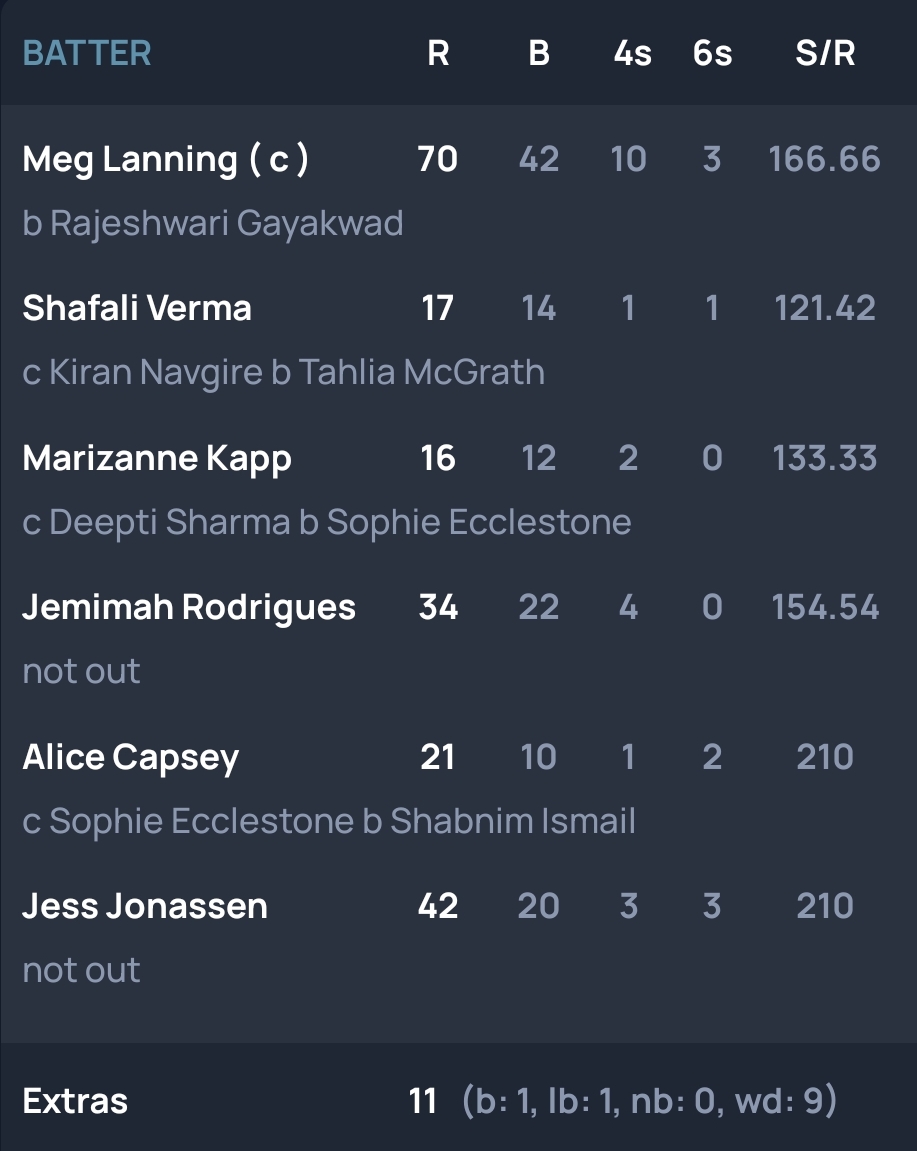 BATTER R B 4s 6s S/R
Meg Lanning ( c ) 70 42 10 3 166.66
b Rajeshwari Gayakwad
Shafali Verma 17 14 1 1 121.42
c Kiran Navgire b Tahlia McGrath
Marizanne Kapp 16 12 2 0 133.33
c Deepti Sharma b Sophie Ecclestone
Jemimah Rodrigues 34 22 4 0 154.54
not out
Alice Capsey 21 10 1 2 210
c Sophie Ecclestone b Shabnim Ismail
Jess Jonassen 42 20 3 3 210
not out
Extras 11 (b: 1, lb: 1, nb: 0, wd: 9)